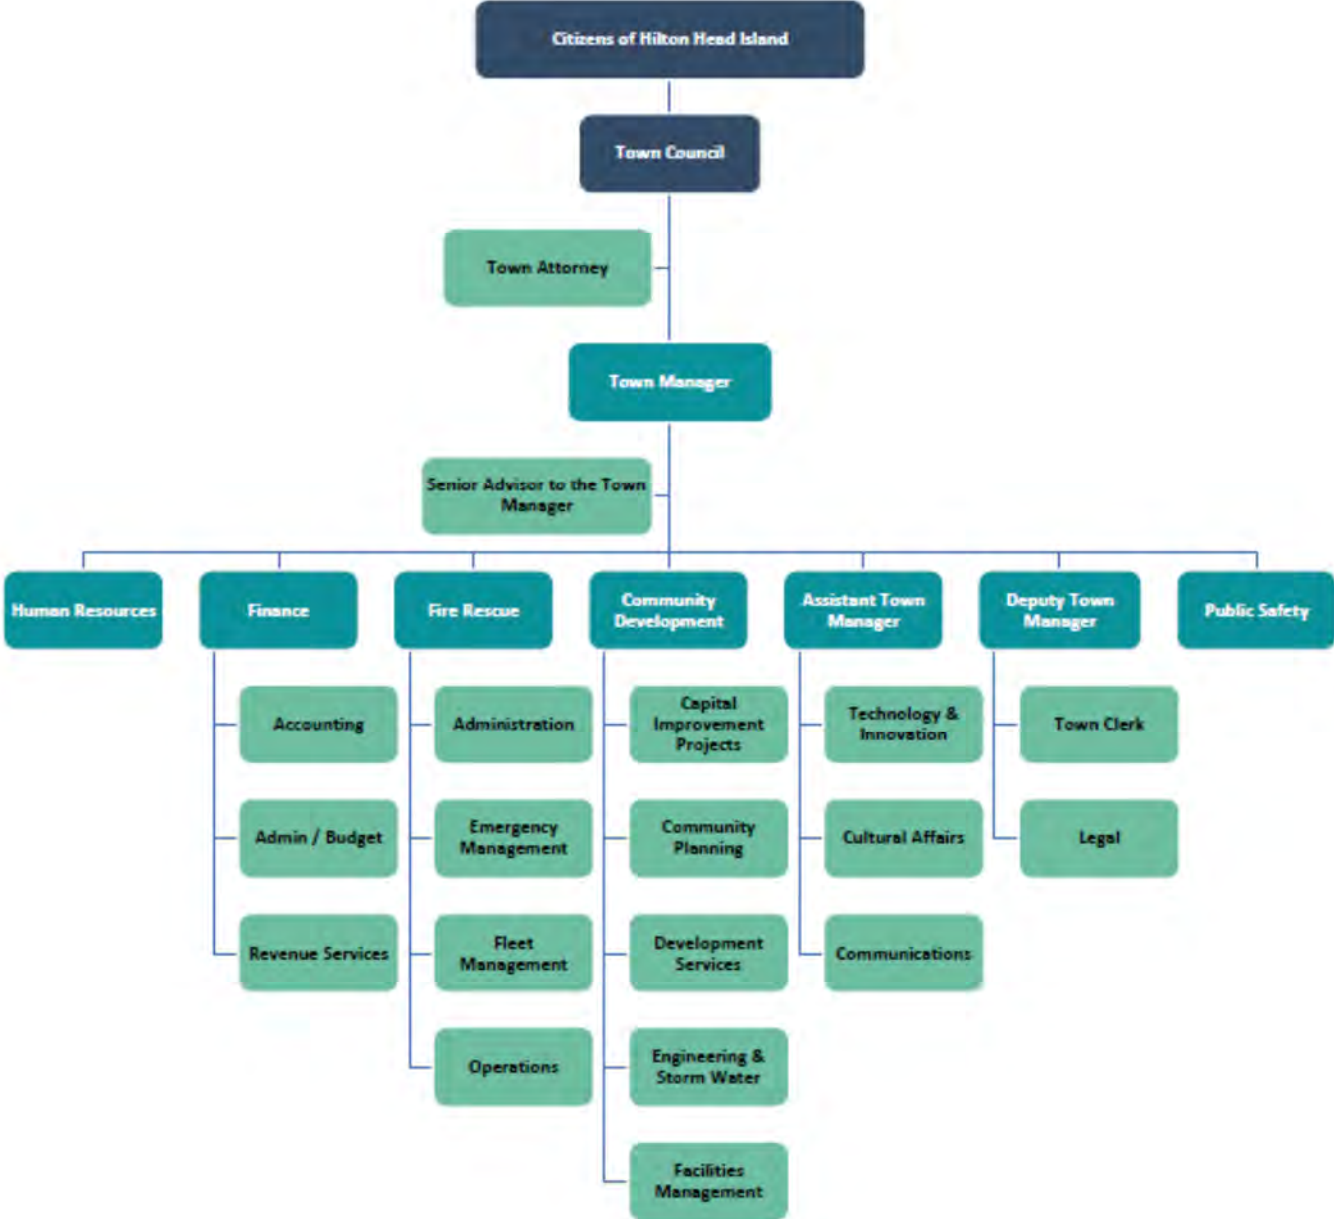 Citizens of Hilton Head Island
Town Council
Town Attorney
Town Manager
Senior Advisor to the Town
Manager
Human Resources
Finance
Fire Rescue
Community
Development
Assistant Town
Manager
Deputy Town
Manager
Public Safety
Accounting
Admin / Budget
Revenue Services
Administration
Emergency
Management
Fleet
Management
Operations
Capital
Improvement
Projects
Community
Planning
Development
Services
Engineering &
Storm Water
Facilities
Management
Technology &
Innovation
Cultural Affairs
Communications
Town Clerk
Legal